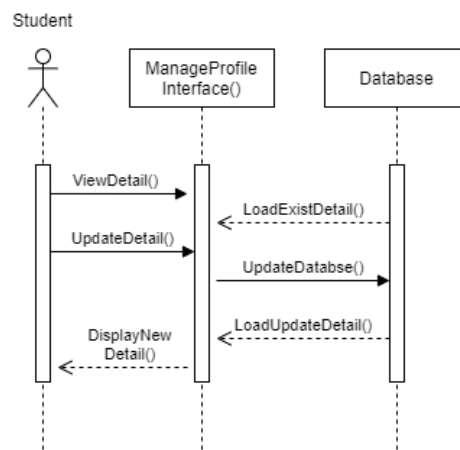 Student
ManageProfile
Interface()
Database
ViewDetail()
LoadExistDetail()
UpdateDetail()
UpdateDatabse()
LoadUpdateDetail()
DisplayNew
Detail()